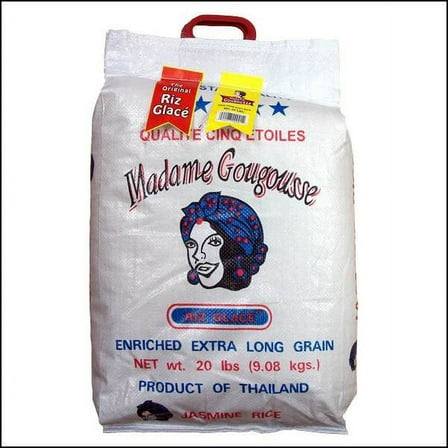 The Original
Riz
Glacé
QUALITÉ CINQ ETOILES
Madame Gougousse
RIZ GLACE
ENRICHED EXTRA LONG GRAIN
NET wt. 20 lbs (9.08 kgs.)
PRODUCT OF THAILAND
JASMINE RICE